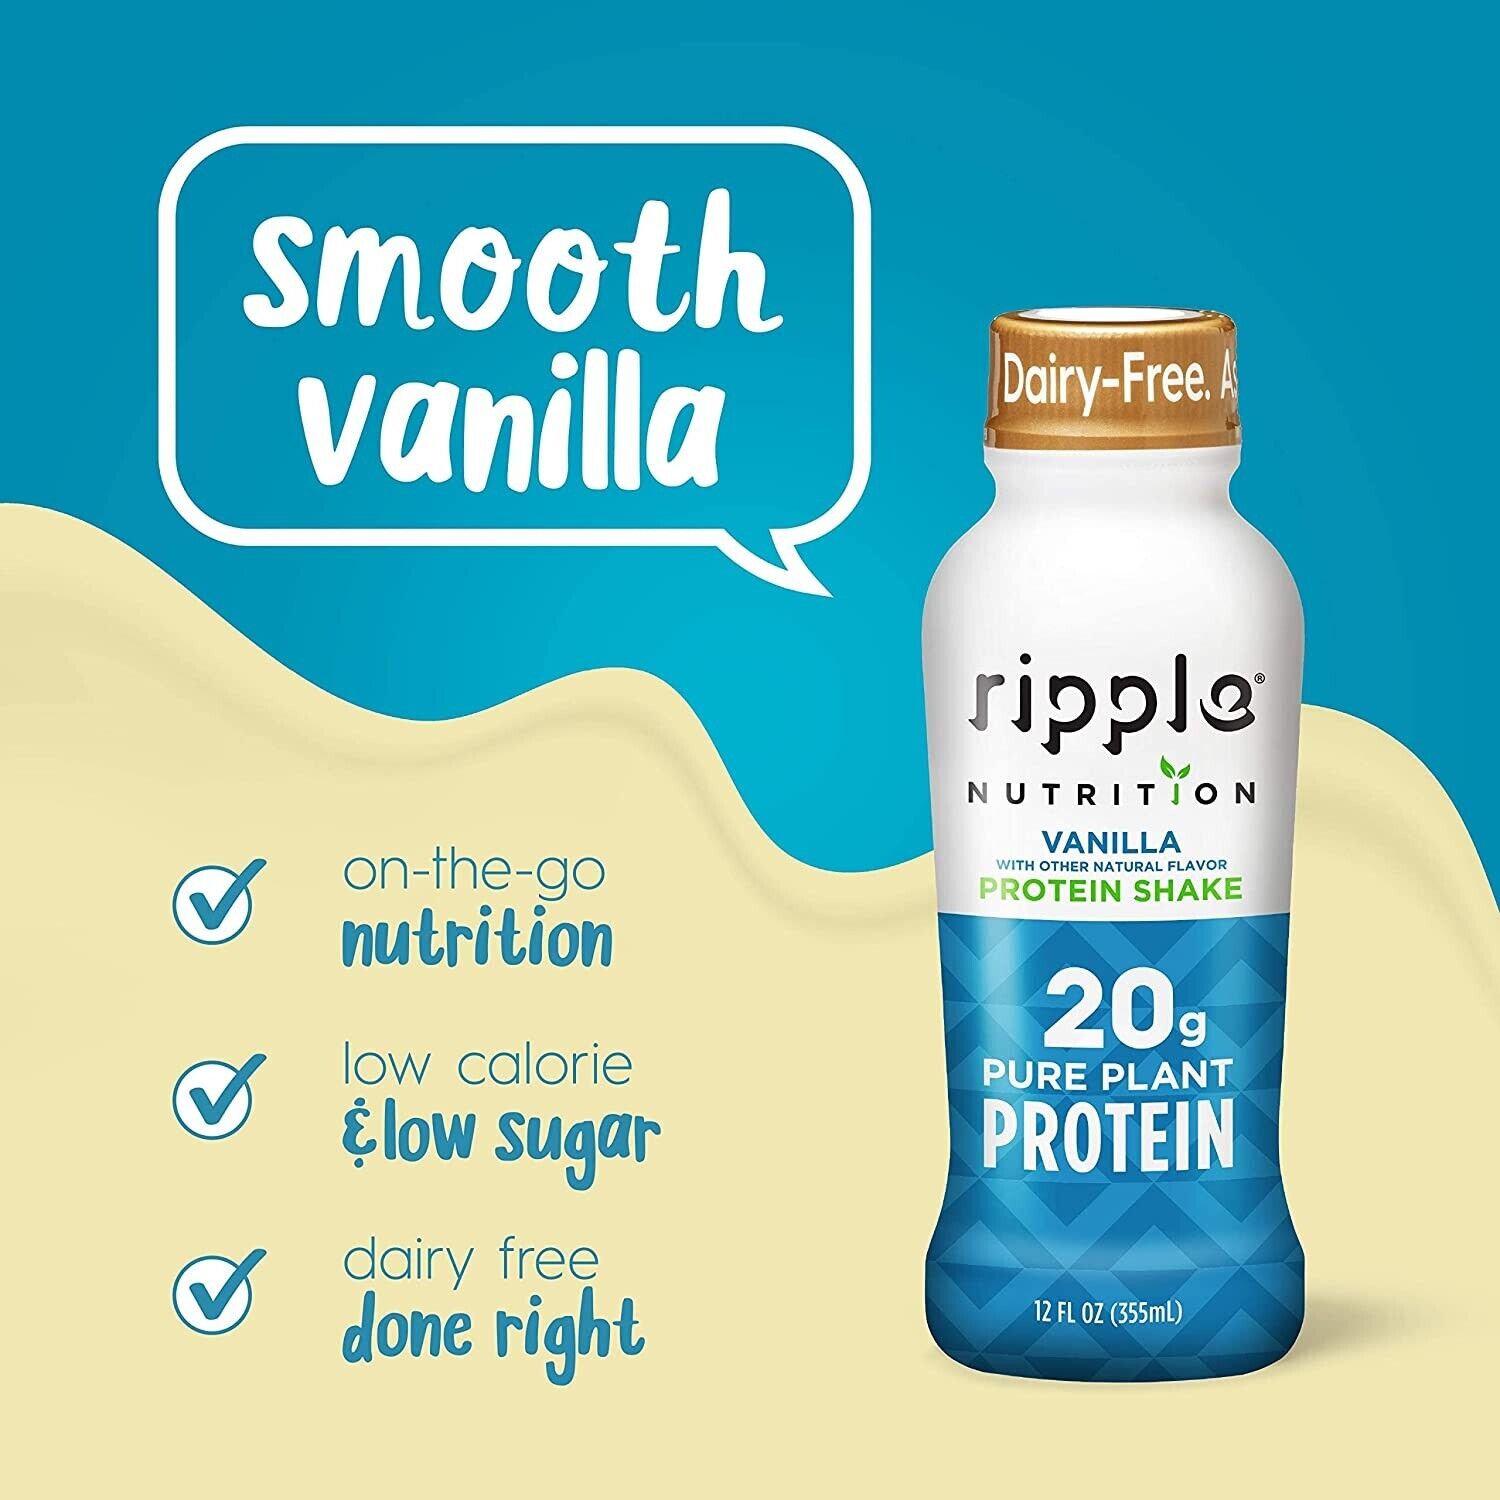 smooth
vanilla
Dairy-Free.
ripple®
NUTRITION
VANILLA
WITH OTHER NATURAL FLAVOR
PROTEIN SHAKE
20g
PURE PLANT
PROTEIN
12 FL OZ (355mL)
on-the-go
nutrition
low calorie
& low sugar
dairy free
done right